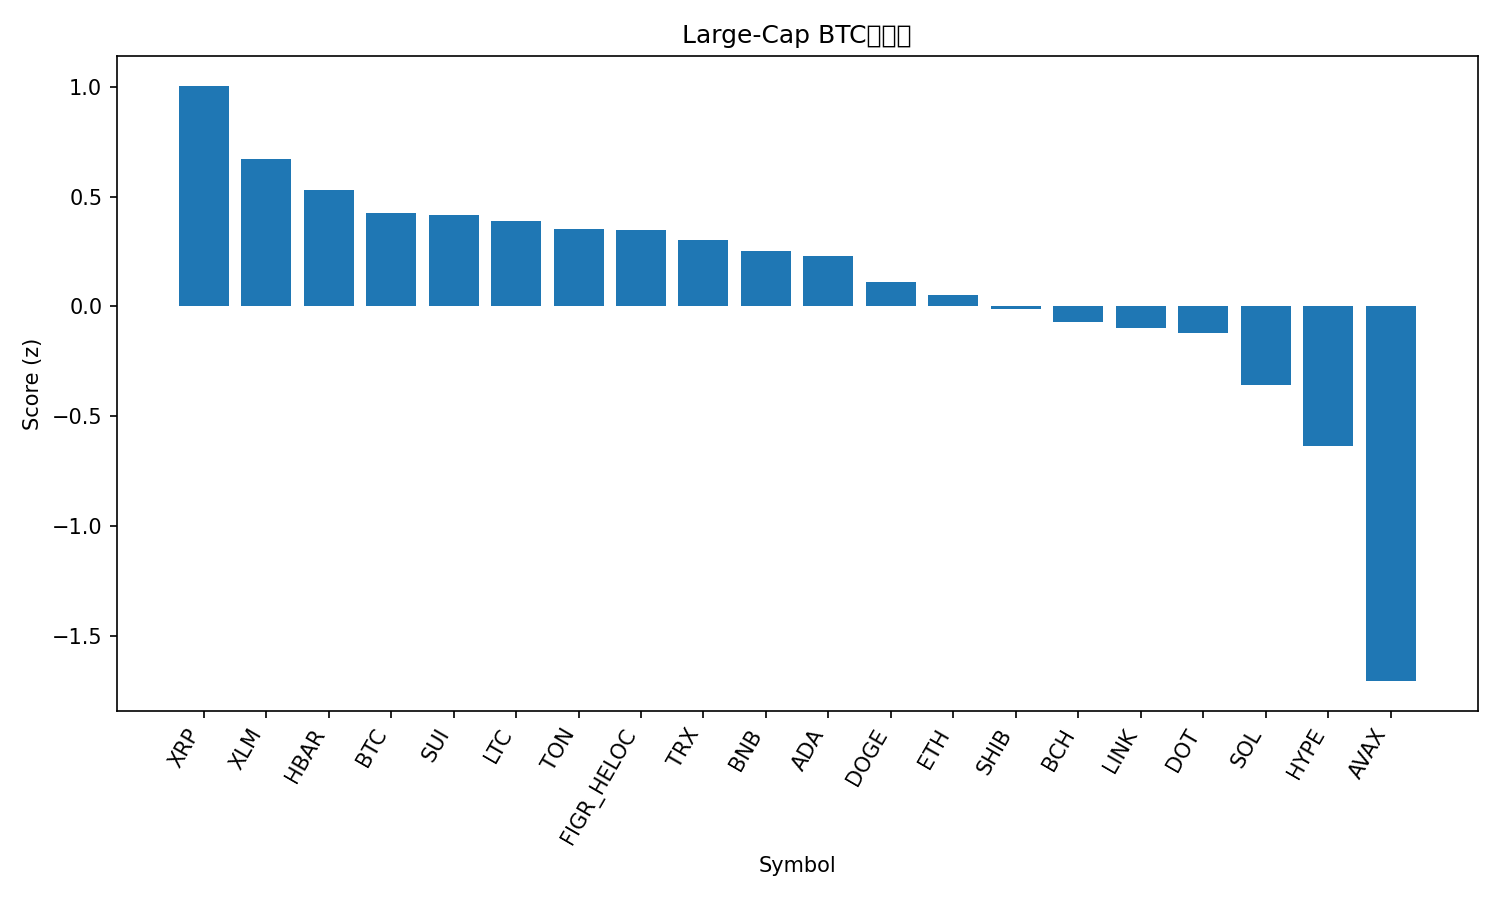 Large-Cap BTC
1.0
0.5
0.0
−0.5
−1.0
−1.5
Score (z)
XRP
XLM
HBAR
BTC
SUI
LTC
TON
FIGR_HELOC
TRX
BNB
ADA
DOGE
ETH
SHIB
BCH
LINK
DOT
SOL
HYPE
AVAX
Symbol